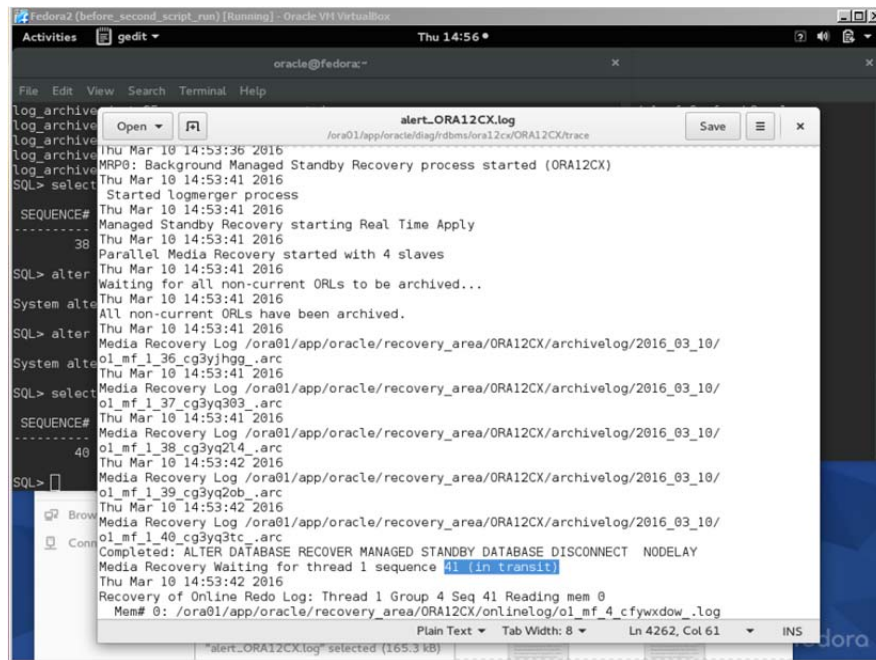 Fedora2 (before_second_script_run) [Running] - Oracle VM VirtualBox
Activities gedit Thu 14:56
oracle@fedora:~
File Edit View Search Terminal Help
log_archive
log_archive
log_archive
log_archive
log_archive
SQL> select
SEQUENCE#
----------
38
SQL> alter
System alte
SQL> alter
System alte
SQL> select
SEQUENCE#
----------
40
SQL>
Open
alert_ORA12CX.log
/ora01/app/oracle/diag/rdbms/ora12cx/ORA12CX/trace
Save
Thu Mar 10 14:53:36 2016
MRP0: Background Managed Standby Recovery process started (ORA12CX)
Thu Mar 10 14:53:41 2016
Started logmerger process
Thu Mar 10 14:53:41 2016
Managed Standby Recovery starting Real Time Apply
Thu Mar 10 14:53:41 2016
Parallel Media Recovery started with 4 slaves
Thu Mar 10 14:53:41 2016
Waiting for all non-current ORLs to be archived...
Thu Mar 10 14:53:41 2016
All non-current ORLs have been archived.
Thu Mar 10 14:53:41 2016
Media Recovery Log /ora01/app/oracle/recovery_area/ORA12CX/archivelog/2016_03_10/
o1_mf_1_36_cg3yjhgg_.arc
Thu Mar 10 14:53:41 2016
Media Recovery Log /ora01/app/oracle/recovery_area/ORA12CX/archivelog/2016_03_10/
o1_mf_1_37_cg3yq303_.arc
Thu Mar 10 14:53:41 2016
Media Recovery Log /ora01/app/oracle/recovery_area/ORA12CX/archivelog/2016_03_10/
o1_mf_1_38_cg3yq2l4_.arc
Thu Mar 10 14:53:42 2016
Media Recovery Log /ora01/app/oracle/recovery_area/ORA12CX/archivelog/2016_03_10/
o1_mf_1_39_cg3yq2ob_.arc
Thu Mar 10 14:53:42 2016
Media Recovery Log /ora01/app/oracle/recovery_area/ORA12CX/archivelog/2016_03_10/
o1_mf_1_40_cg3yq3tc_.arc
Completed: ALTER DATABASE RECOVER MANAGED STANDBY DATABASE DISCONNECT  NODELAY
Media Recovery Waiting for thread 1 sequence 41 (in transit)
Thu Mar 10 14:53:42 2016
Recovery of Online Redo Log: Thread 1 Group 4 Seq 41 Reading mem 0
Mem# 0: /ora01/app/oracle/recovery_area/ORA12CX/onlinelog/o1_mf_4_cfywxdow_.log
Plain Text Tab Width: 8 Ln 4262, Col 61 INS
Brow
Conn
"alert_ORA12CX.log" selected (165.3 kB)
edora